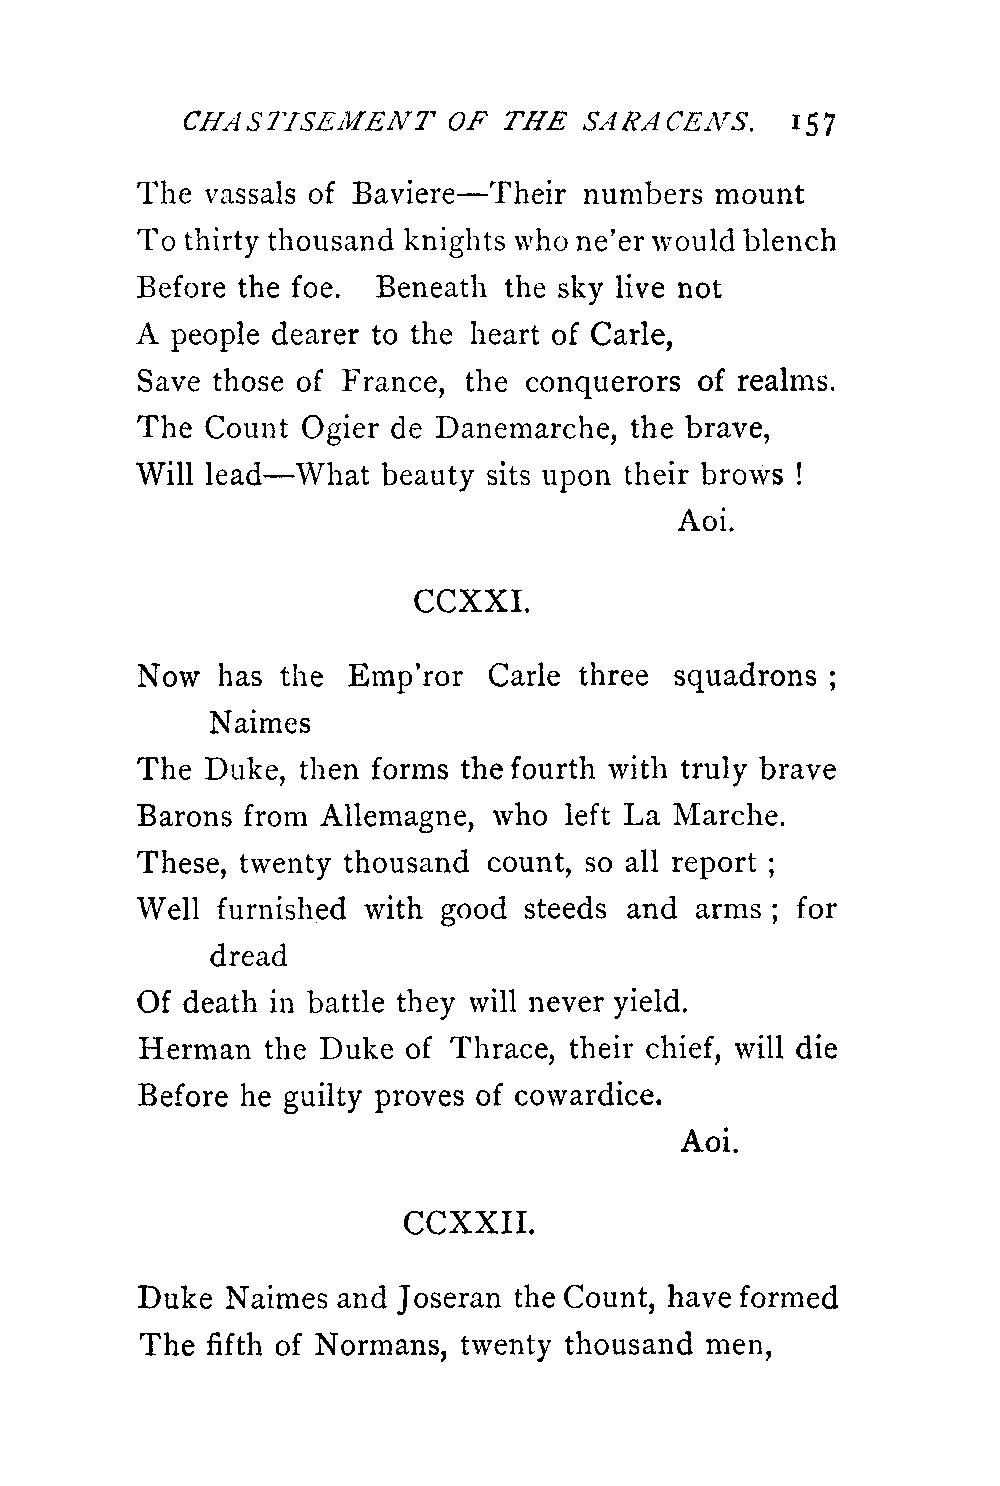 CHASTISEMENT OF THE SARACENS. 157
The vassals of Baviere—Their numbers mount
To thirty thousand knights who ne'er would blench
Before the foe. Beneath the sky live not
A people dearer to the heart of Carle,
Save those of France, the conquerors of realms.
The Count Ogier de Danemarche, the brave,
Will lead—What beauty sits upon their brows !
Aoi.
CCXXI.
Now has the Emp'ror Carle three squadrons ;
Naimes
The Duke, then forms the fourth with truly brave
Barons from Allemagne, who left La Marche.
These, twenty thousand count, so all report ;
Well furnished with good steeds and arms ; for
dread
Of death in battle they will never yield.
Herman the Duke of Thrace, their chief, will die
Before he guilty proves of cowardice.
Aoi.
CCXXII.
Duke Naimes and Joseran the Count, have formed
The fifth of Normans, twenty thousand men,